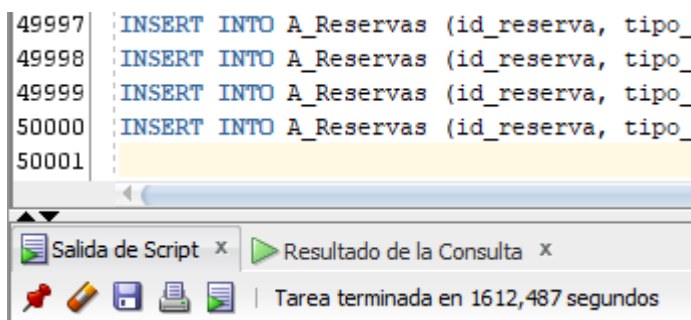 49997 INSERT INTO A_Reservas (id_reserva, tipo_
49998 INSERT INTO A_Reservas (id_reserva, tipo_
49999 INSERT INTO A_Reservas (id_reserva, tipo_
50000 INSERT INTO A_Reservas (id_reserva, tipo_
50001
Salida de Script x Resultado de la Consulta x
Tarea terminada en 1612,487 segundos